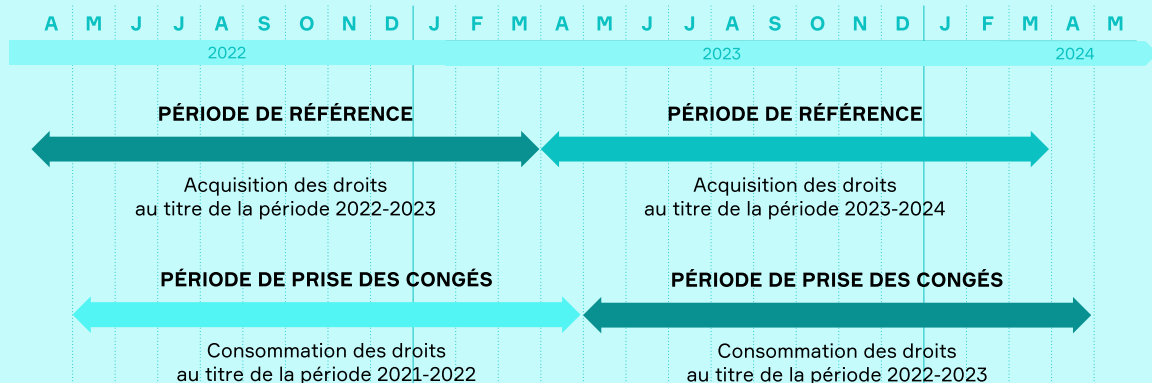 A M J J A S O N D J F M A M J J A S O N D J F M A M
2022 2023 2024
PÉRIODE DE RÉFÉRENCE PÉRIODE DE RÉFÉRENCE
Acquisition des droits Acquisition des droits
au titre de la période 2022-2023 au titre de la période 2023-2024
PÉRIODE DE PRISE DES CONGÉS PÉRIODE DE PRISE DES CONGÉS
Consommation des droits Consommation des droits
au titre de la période 2021-2022 au titre de la période 2022-2023